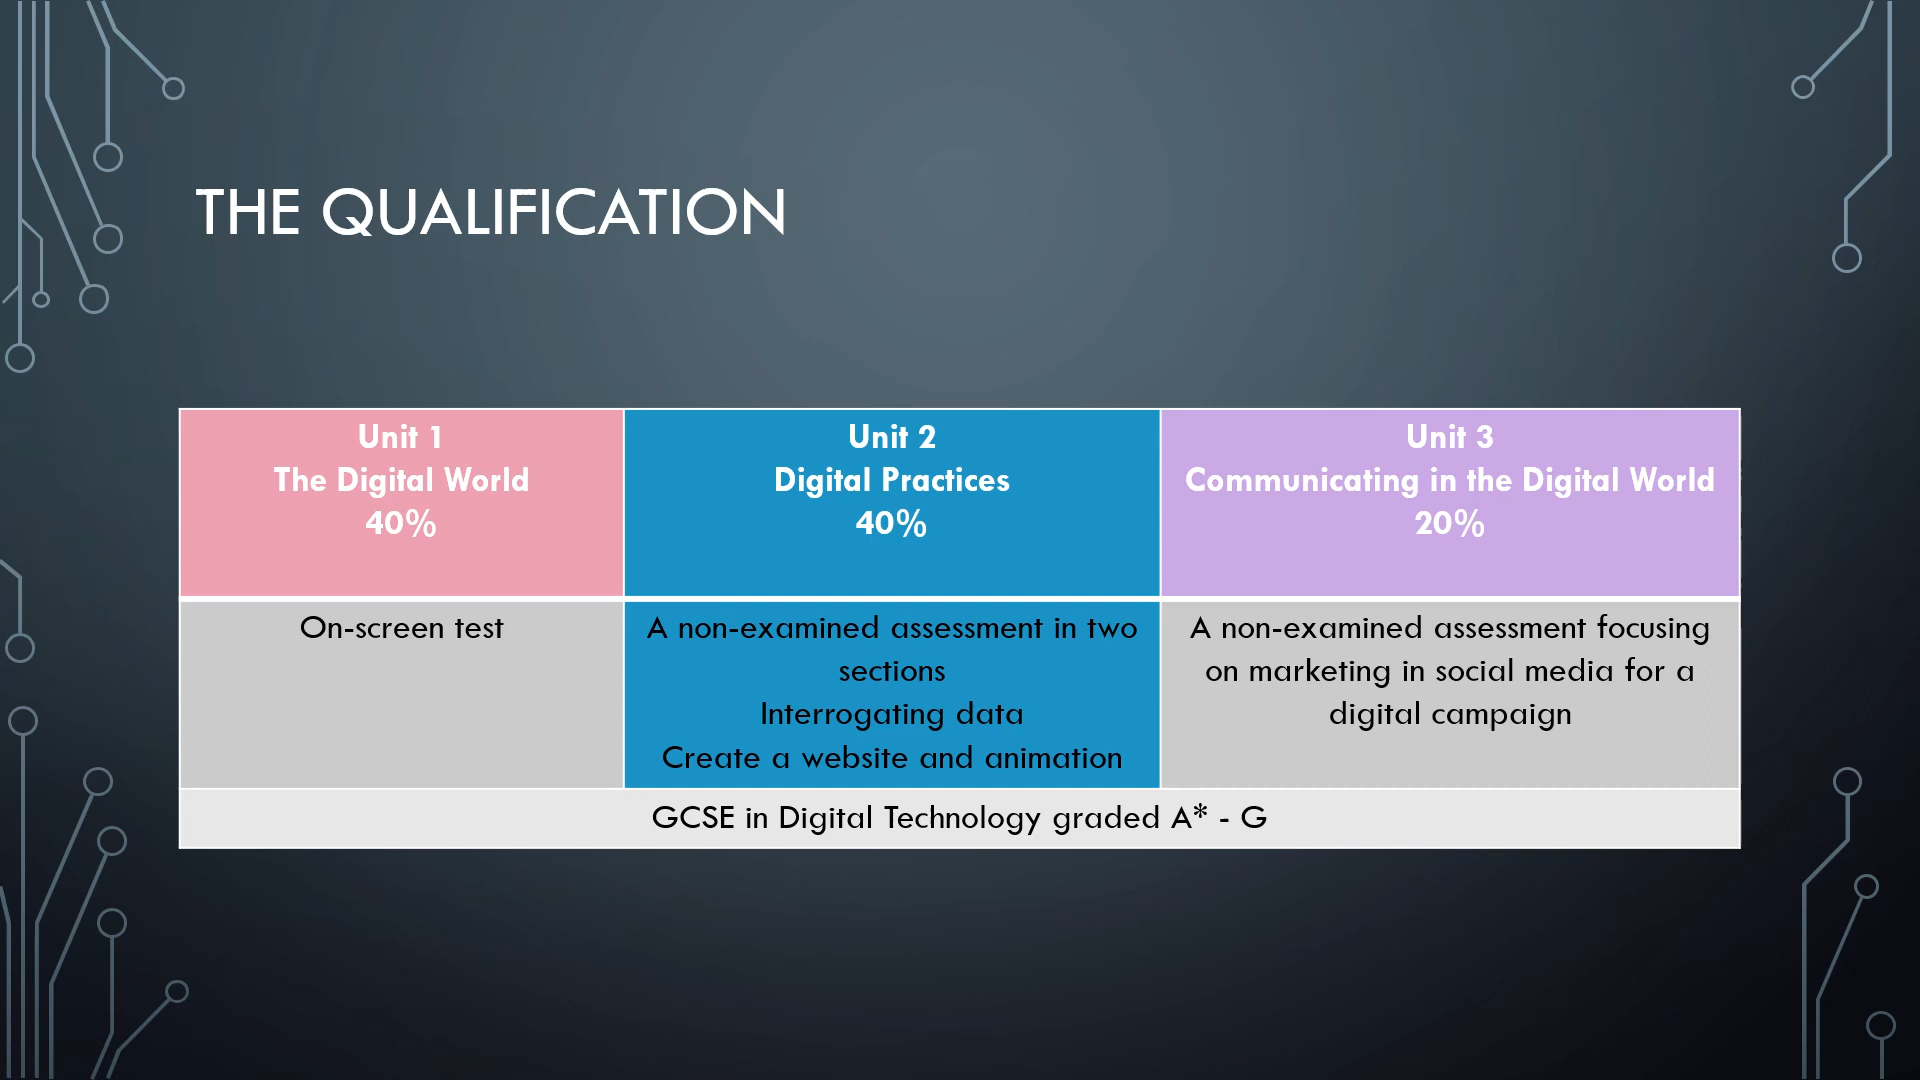 THE QUALIFICATION
Unit 1
The Digital World
40%
Unit 2
Digital Practices
40%
Unit 3
Communicating in the Digital World
20%
On-screen test
A non-examined assessment in two
sections
Interrogating data
Create a website and animation
A non-examined assessment focusing
on marketing in social media for a
digital campaign
GCSE in Digital Technology graded A* - G